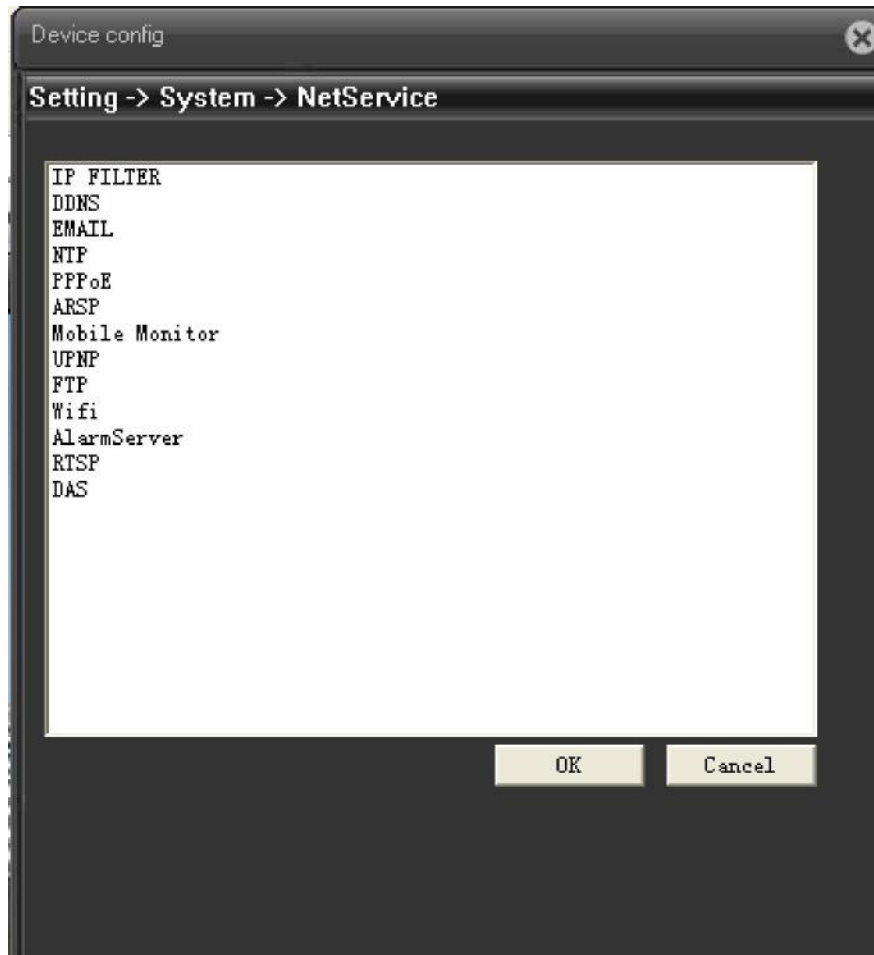 Device config
Setting -> System -> NetService
IP FILTER
DDNS
EMAIL
NTP
PPPoE
ARSP
Mobile Monitor
UPNP
FTP
Wifi
AlarmServer
RTSP
DAS
OK Cancel